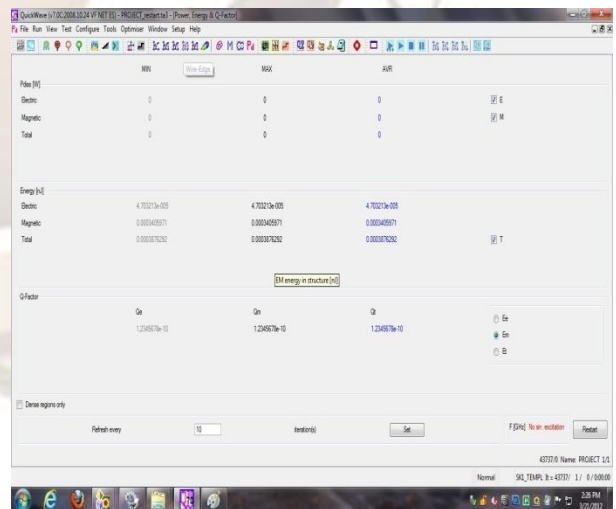 QuickWave (v7.0C.2008.10.24 VF NET ES) - PROJECT_restart.ta3 - [Power, Energy & Q-Factor]
File Run View Test Configure Tools Optimiser Window Setup Help
MIN Wire-Edge MAX AVR
Pdiss [W]
Electric 0 0 0 E
Magnetic 0 0 0 M
Total 0 0 0
Energy [nJ]
Electric 4.703213e-005 4.703213e-005 4.703213e-005
Magnetic 0.0003405971 0.0003405971 0.0003405971
Total 0.0003876292 0.0003876292 0.0003876292 T
EM energy in structure [nJ]
Q-Factor
Qe Qm Qt
1.2345678e-10 1.2345678e-10 1.2345678e-10
Ee
Em
Et
Dense regions only
Refresh every 10 iteration(s) Set F [GHz] No sin. excitation Restart
43737/0 Name: PROJECT 1/1
Normal SK1_TEMPL It = 43737/ 1 / 0 / 0:00:00
2:26 PM
3/21/2012